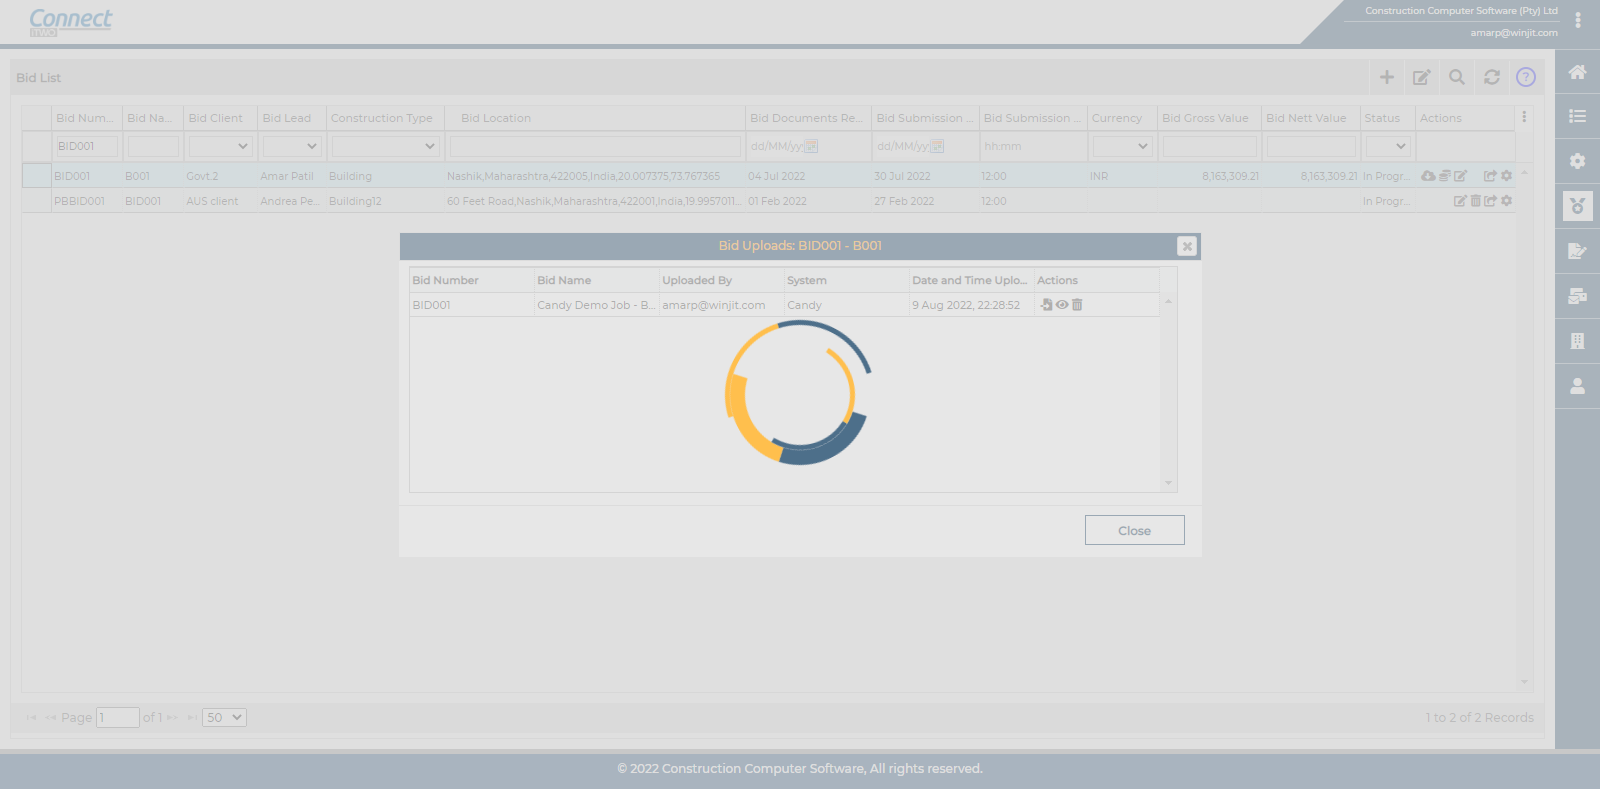 Connect
iTWO
Construction Computer Software (Pty) Ltd
amarp@winjit.com
Bid List
Bid Num... Bid Na... Bid Client Bid Lead Construction Type Bid Location Bid Documents Re... Bid Submission ... Bid Submission ... Currency Bid Gross Value Bid Nett Value Status Actions
BID001 dd/MM/yy dd/MM/yy hh:mm
BID001 B001 Govt.2 Amar Patil Building Nashik,Maharashtra,422005,India,20.007375,73.767365 04 Jul 2022 30 Jul 2022 12:00 INR 8,163,309.21 8,163,309.21 In Progr...
PBBID001 BID001 AUS client Andrea Pe... Building12 60 Feet Road,Nashik,Maharashtra,422001,India,19.9957011... 01 Feb 2022 27 Feb 2022 12:00 In Progr...
Bid Uploads: BID001 - B001
Bid Number Bid Name Uploaded By System Date and Time Uplo... Actions
BID001 Candy Demo Job - B... amarp@winjit.com Candy 9 Aug 2022, 22:28:52
Close
Page 1 of 1 50 1 to 2 of 2 Records
© 2022 Construction Computer Software, All rights reserved.